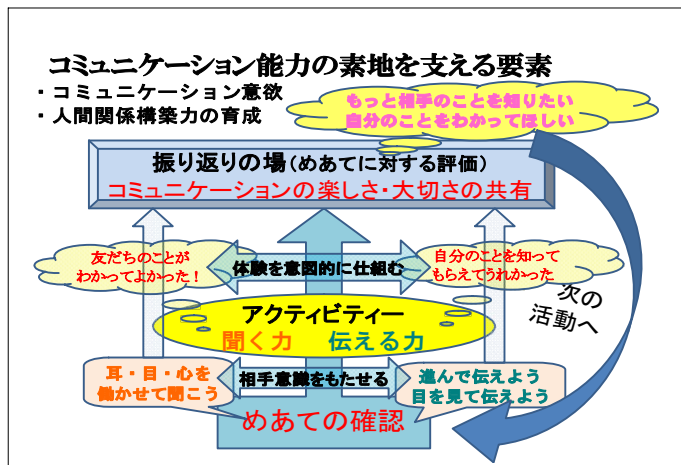 コミュニケーション能力の素地を支える要素
・コミュニケーション意欲
・人間関係構築力の育成
もっと相手のことを知りたい
自分のことをわかってほしい
振り返りの場(めあてに対する評価)
コミュニケーションの楽しさ・大切さの共有
友だちのことが
わかってよかった!
体験を意図的に仕組む
自分のことを知って
もらえてうれかった
次の
活動へ
アクティビティー
聞く力 伝える力
耳・目・心を
働かせて聞こう
相手意識をもたせる
進んで伝えよう
目を見て伝えよう
めあての確認